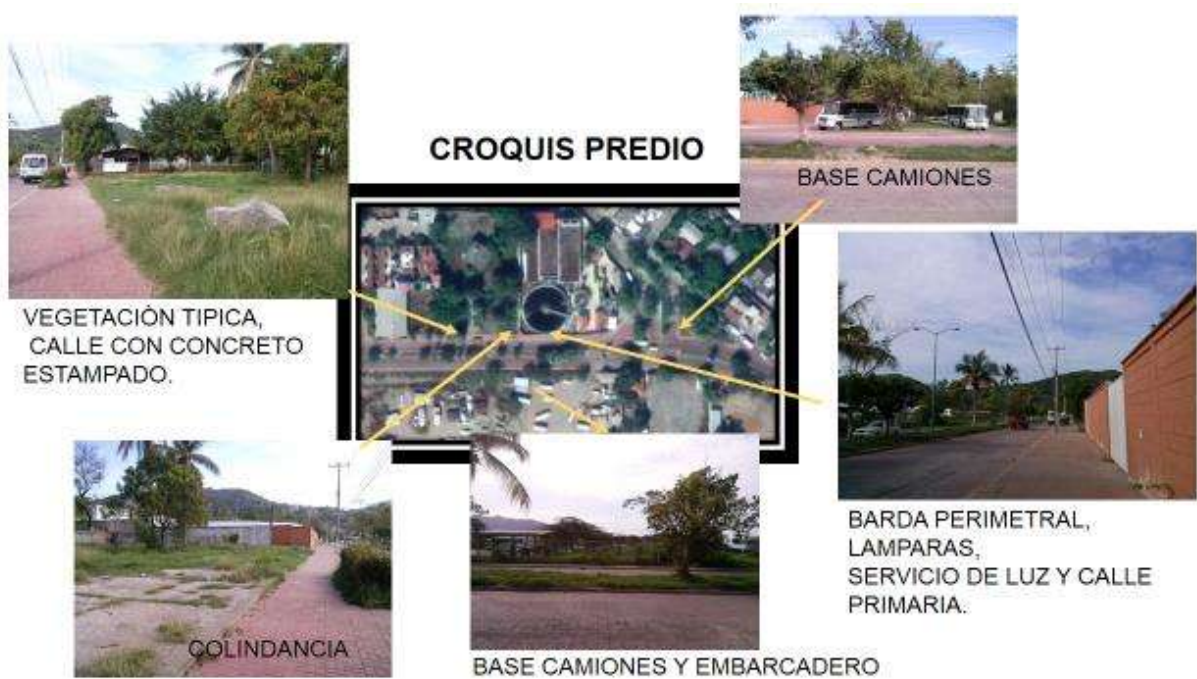 CROQUIS PREDIO
BASE CAMIONES
VEGETACIÓN TIPICA,
CALLE CON CONCRETO
ESTAMPADO.
BARDA PERIMETRAL,
LAMPARAS,
SERVICIO DE LUZ Y CALLE
PRIMARIA.
COLINDANCIA
BASE CAMIONES Y EMBARCADERO